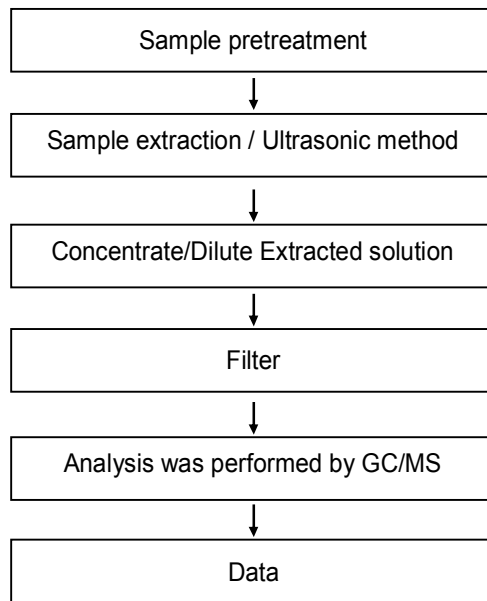 Sample pretreatment
Sample extraction / Ultrasonic method
Concentrate/Dilute Extracted solution
Filter
Analysis was performed by GC/MS
Data